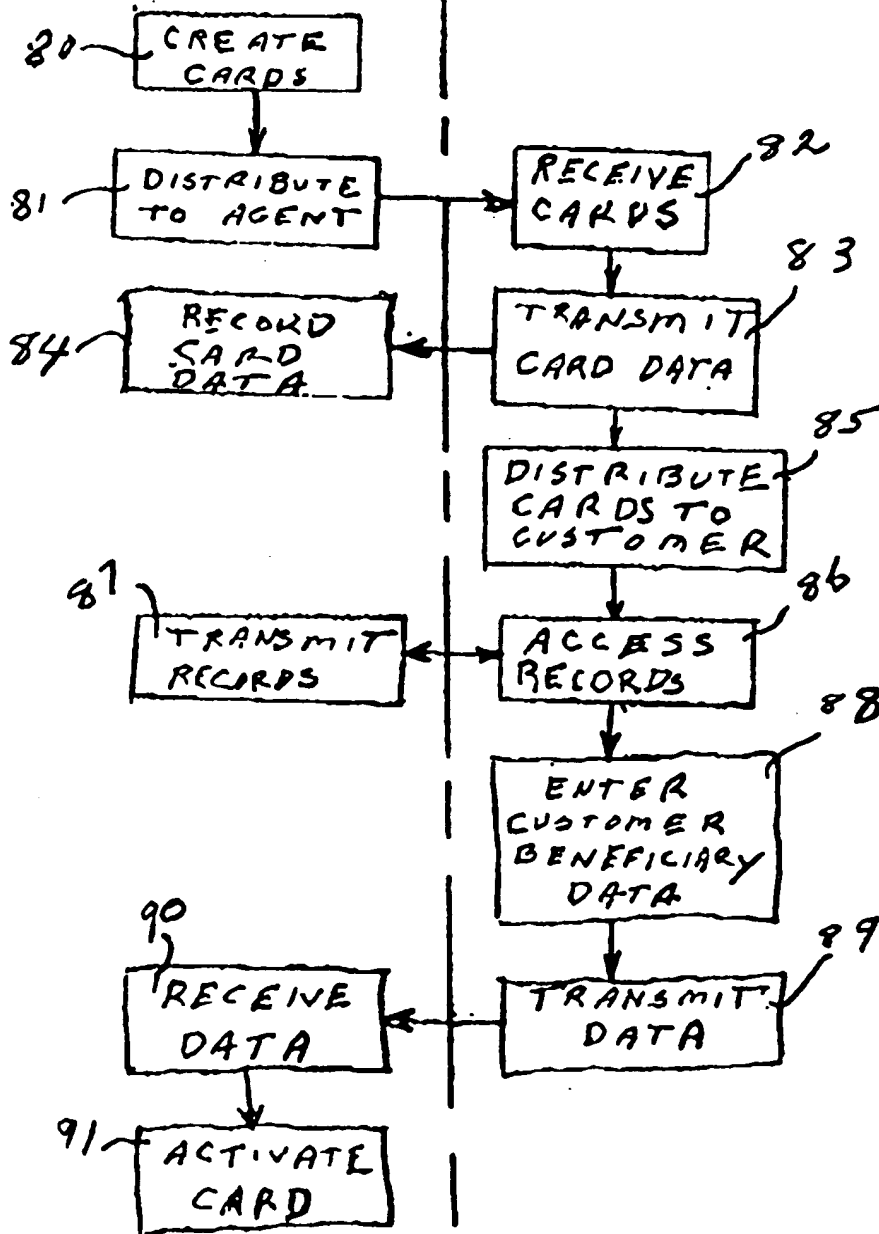 80
CREATE
CARDS
81
DISTRIBUTE
TO AGENT
82
RECEIVE
CARDS
83
TRANSMIT
CARD DATA
84
RECORD
CARD
DATA
85
DISTRIBUTE
CARDS TO
CUSTOMER
86
ACCESS
RECORDS
87
TRANSMIT
RECORDS
88
ENTER
CUSTOMER
BENEFICIARY
DATA
89
TRANSMIT
DATA
90
RECEIVE
DATA
91
ACTIVATE
CARD